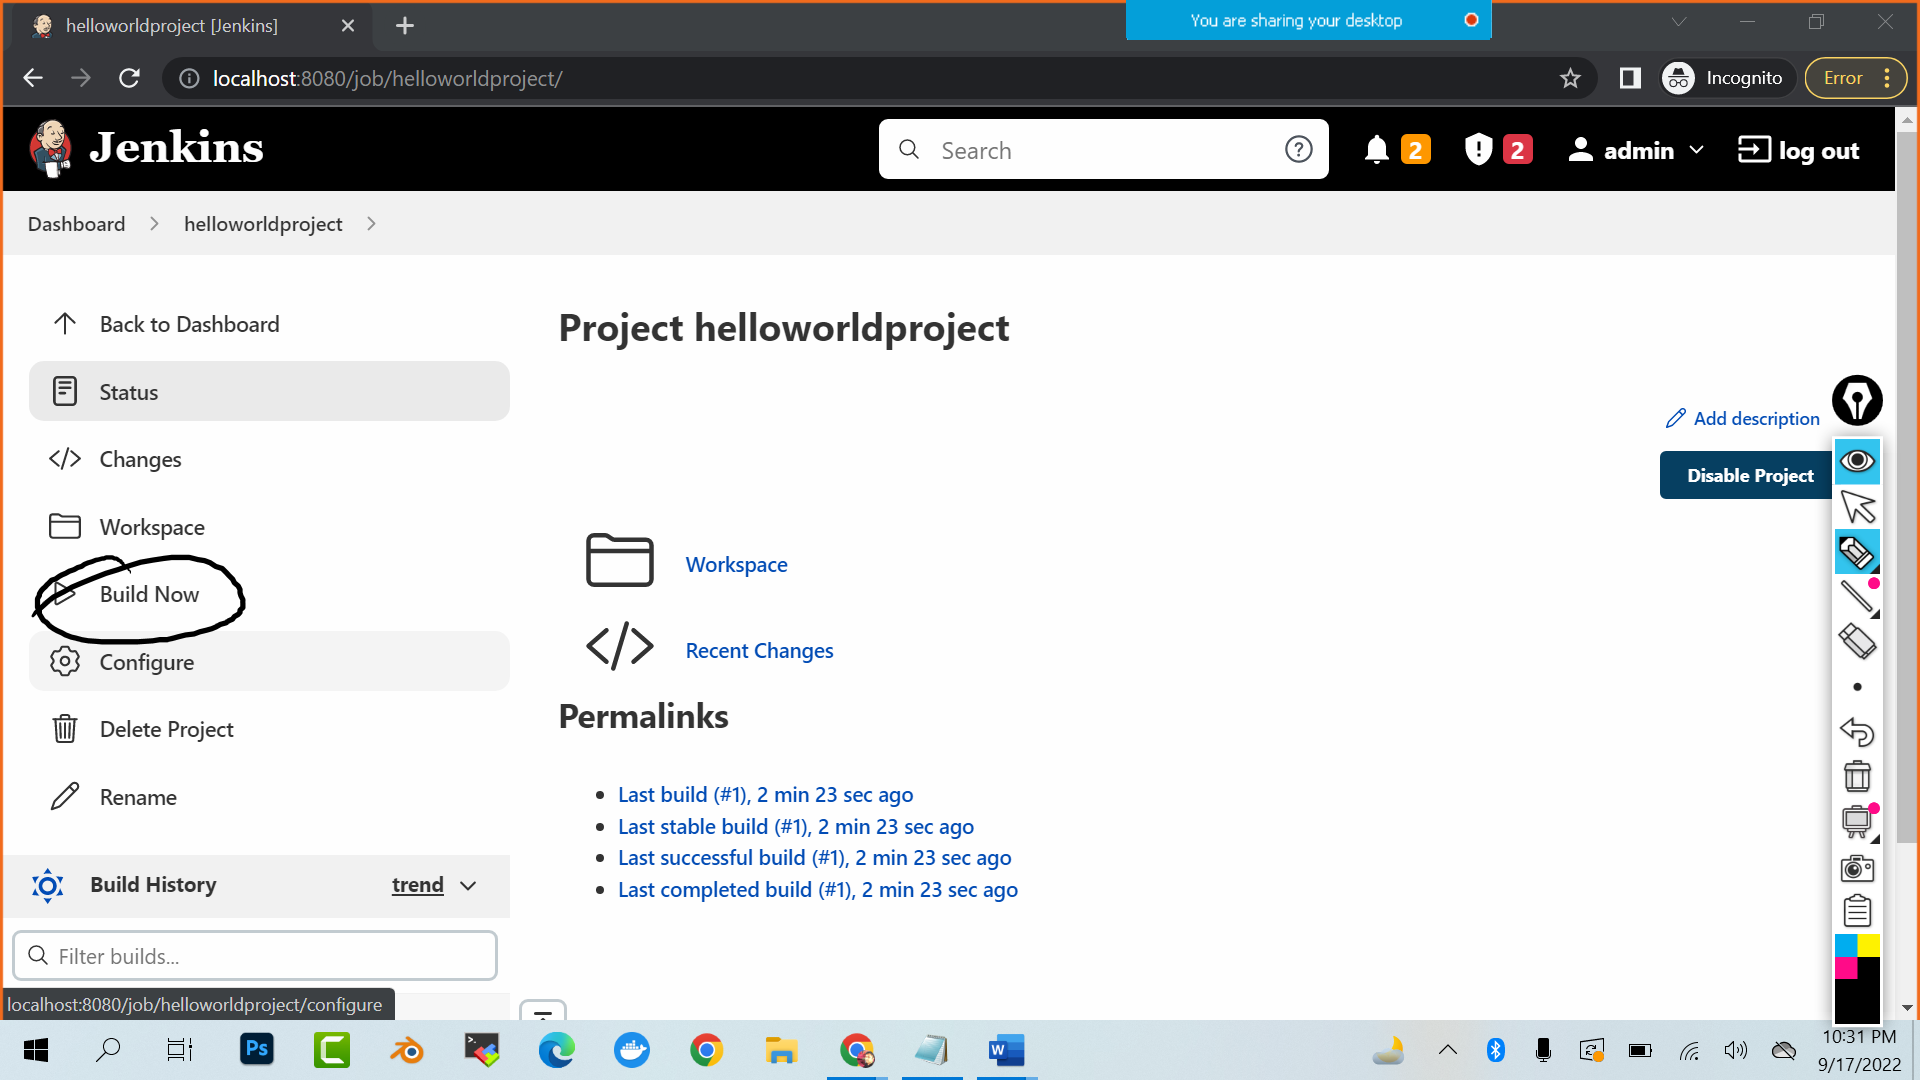 helloworldproject [Jenkins]
You are sharing your desktop
localhost:8080/job/helloworldproject/
Incognito
Error
Jenkins
Search
2
2
admin
log out
Dashboard
helloworldproject
Back to Dashboard
Status
Changes
Workspace
Build Now
Configure
Delete Project
Rename
Build History
trend
Filter builds...
localhost:8080/job/helloworldproject/configure
Project helloworldproject
Add description
Disable Project
Workspace
Recent Changes
Permalinks
Last build (#1), 2 min 23 sec ago
Last stable build (#1), 2 min 23 sec ago
Last successful build (#1), 2 min 23 sec ago
Last completed build (#1), 2 min 23 sec ago
Ps
W
10:31 PM
9/17/2022